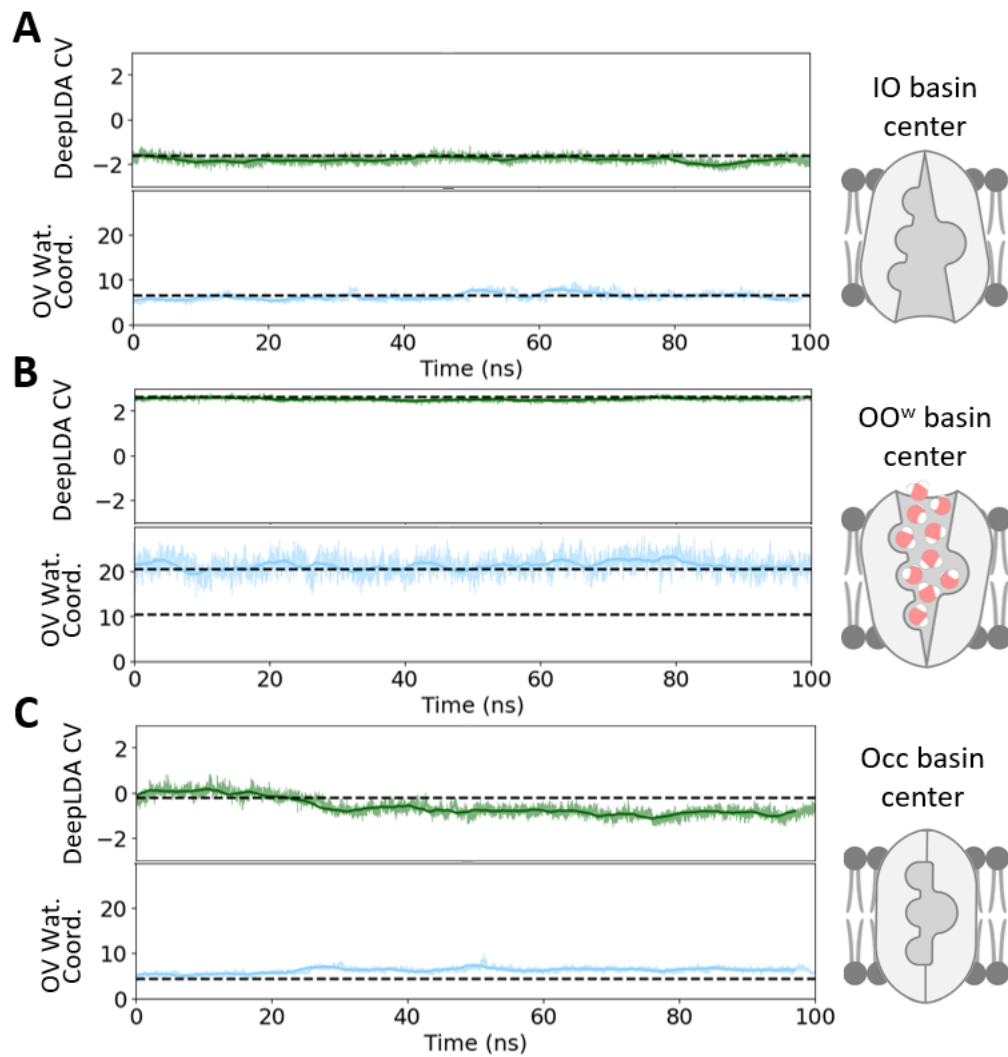 A
DeepLDA CV
2
0
−2
OV Wat.
Coord.
20
10
0
0 20 40 60 80 100
Time (ns)
IO basin
center
B
DeepLDA CV
2
0
−2
OV Wat.
Coord.
20
10
0
0 20 40 60 80 100
Time (ns)
OOʷ basin
center
C
DeepLDA CV
2
0
−2
OV Wat.
Coord.
20
10
0
0 20 40 60 80 100
Time (ns)
Occ basin
center